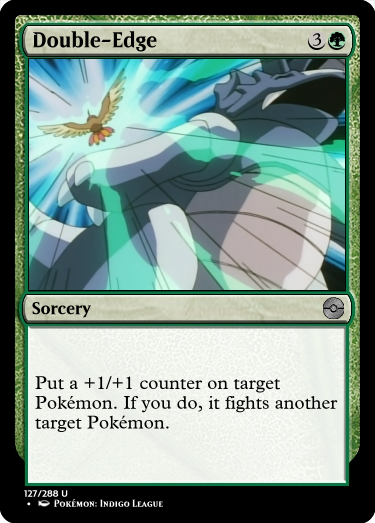 Double-Edge 3
Sorcery
Put a +1/+1 counter on target
Pokémon. If you do, it fights another
target Pokémon.
127/288 U
• Pokémon: Indigo League